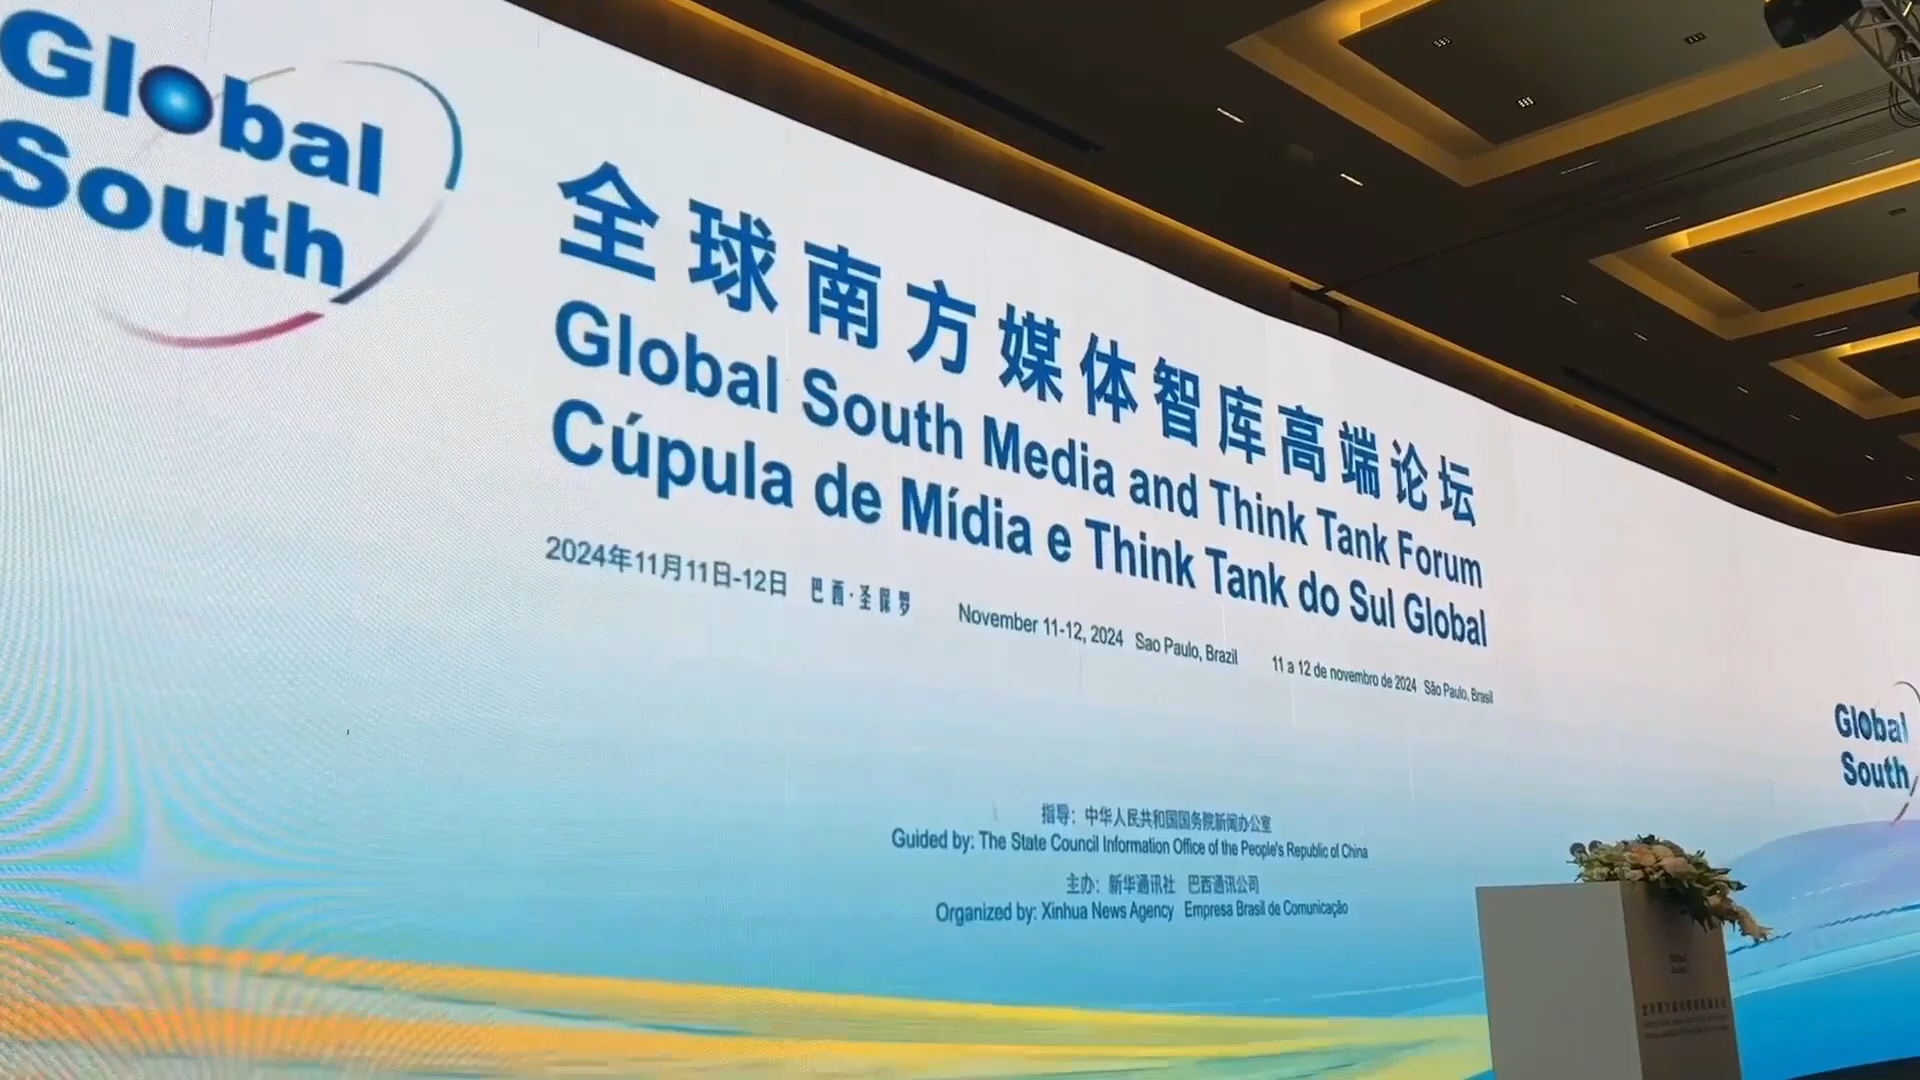 Global
South
全球南方媒体智库高端论坛
Global South Media and Think Tank Forum
Cúpula de Mídia e Think Tank do Sul Global
2024年11月11日-12日 巴西·圣保罗 November 11-12, 2024 Sao Paulo, Brazil 11 a 12 de novembro de 2024 São Paulo, Brasil
Global
South
指导：中华人民共和国国务院新闻办公室
Guided by: The State Council Information Office of the People's Republic of China
主办：新华通讯社 巴西通讯公司
Organized by: Xinhua News Agency Empresa Brasil de Comunicação